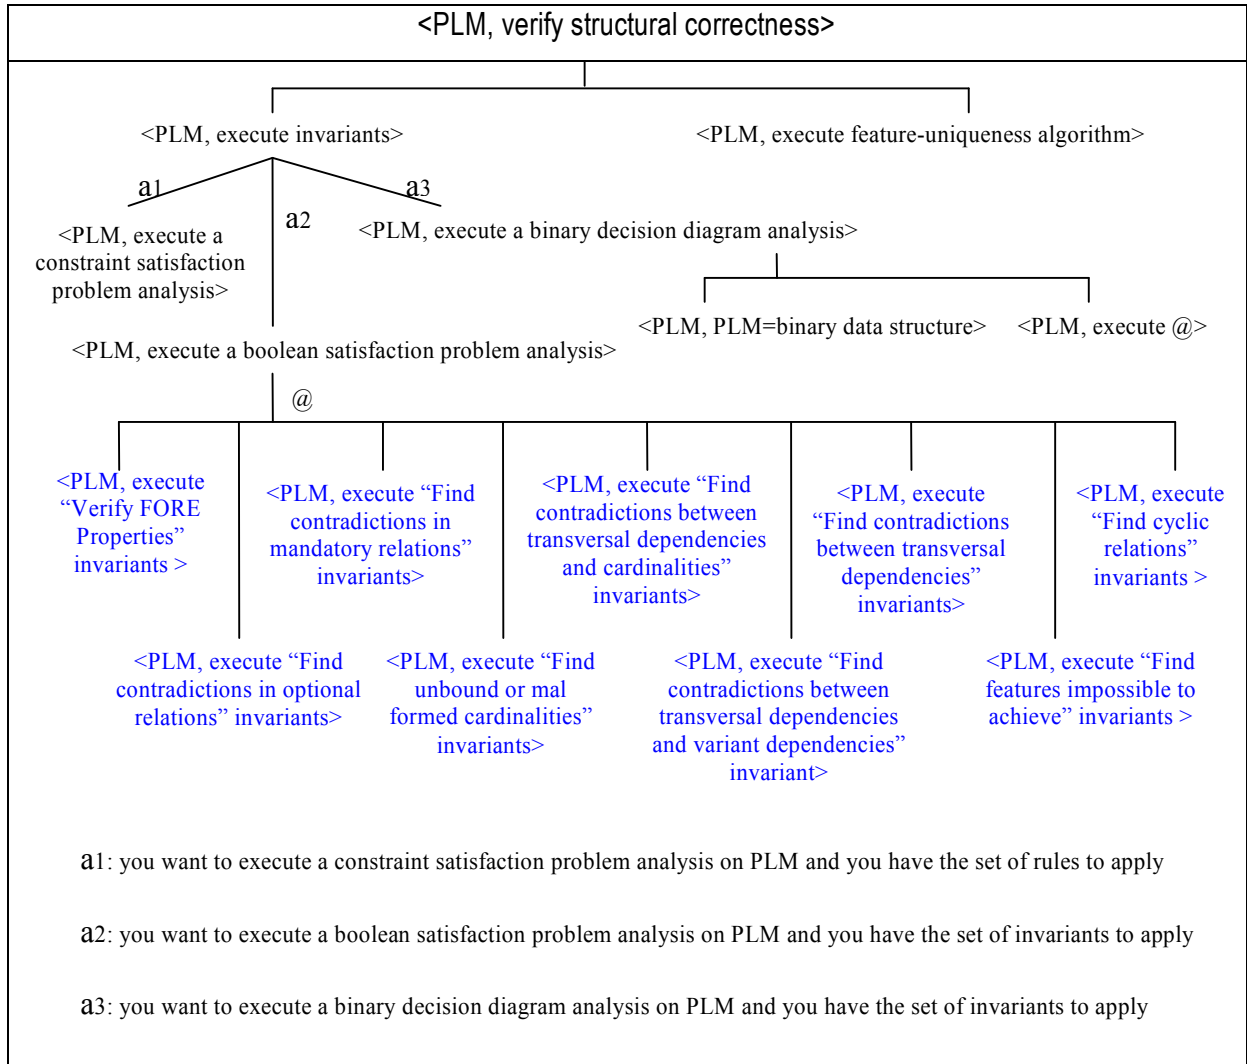 <PLM, verify structural correctness>
<PLM, execute invariants>
<PLM, execute feature-uniqueness algorithm>
a1
a2
a3
<PLM, execute a
constraint satisfaction
problem analysis>
<PLM, execute a binary decision diagram analysis>
<PLM, PLM=binary data structure>
<PLM, execute @>
<PLM, execute a boolean satisfaction problem analysis>
@
<PLM, execute
“Verify FORE
Properties”
invariants >
<PLM, execute “Find
contradictions in
mandatory relations”
invariants>
<PLM, execute “Find
contradictions between
transversal dependencies
and cardinalities”
invariants>
<PLM, execute
“Find contradictions
between transversal
dependencies”
invariants>
<PLM, execute
“Find cyclic
relations”
invariants >
<PLM, execute “Find
contradictions in optional
relations” invariants>
<PLM, execute “Find
unbound or mal
formed cardinalities”
invariants>
<PLM, execute “Find
contradictions between
transversal dependencies
and variant dependencies”
invariant>
<PLM, execute “Find
features impossible to
achieve” invariants >
a1: you want to execute a constraint satisfaction problem analysis on PLM and you have the set of rules to apply
a2: you want to execute a boolean satisfaction problem analysis on PLM and you have the set of invariants to apply
a3: you want to execute a binary decision diagram analysis on PLM and you have the set of invariants to apply